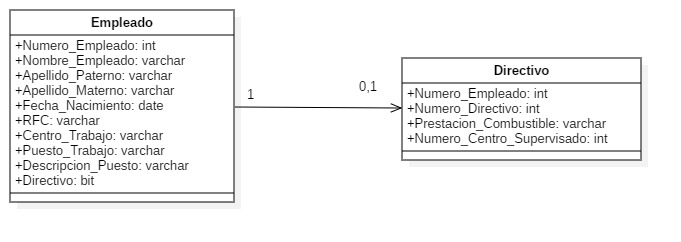 Empleado
+Numero_Empleado: int
+Nombre_Empleado: varchar
+Apellido_Paterno: varchar
+Apellido_Materno: varchar
+Fecha_Nacimiento: date
+RFC: varchar
+Centro_Trabajo: varchar
+Puesto_Trabajo: varchar
+Descripcion_Puesto: varchar
+Directivo: bit
1
0,1
Directivo
+Numero_Empleado: int
+Numero_Directivo: int
+Prestacion_Combustible: varchar
+Numero_Centro_Supervisado: int